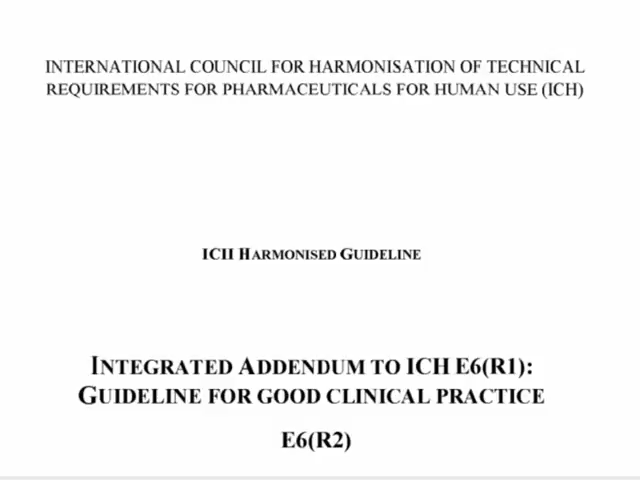 INTERNATIONAL COUNCIL FOR HARMONISATION OF TECHNICAL
REQUIREMENTS FOR PHARMACEUTICALS FOR HUMAN USE (ICH)
ICH HARMONISED GUIDELINE
INTEGRATED ADDENDUM TO ICH E6(R1):
GUIDELINE FOR GOOD CLINICAL PRACTICE
E6(R2)